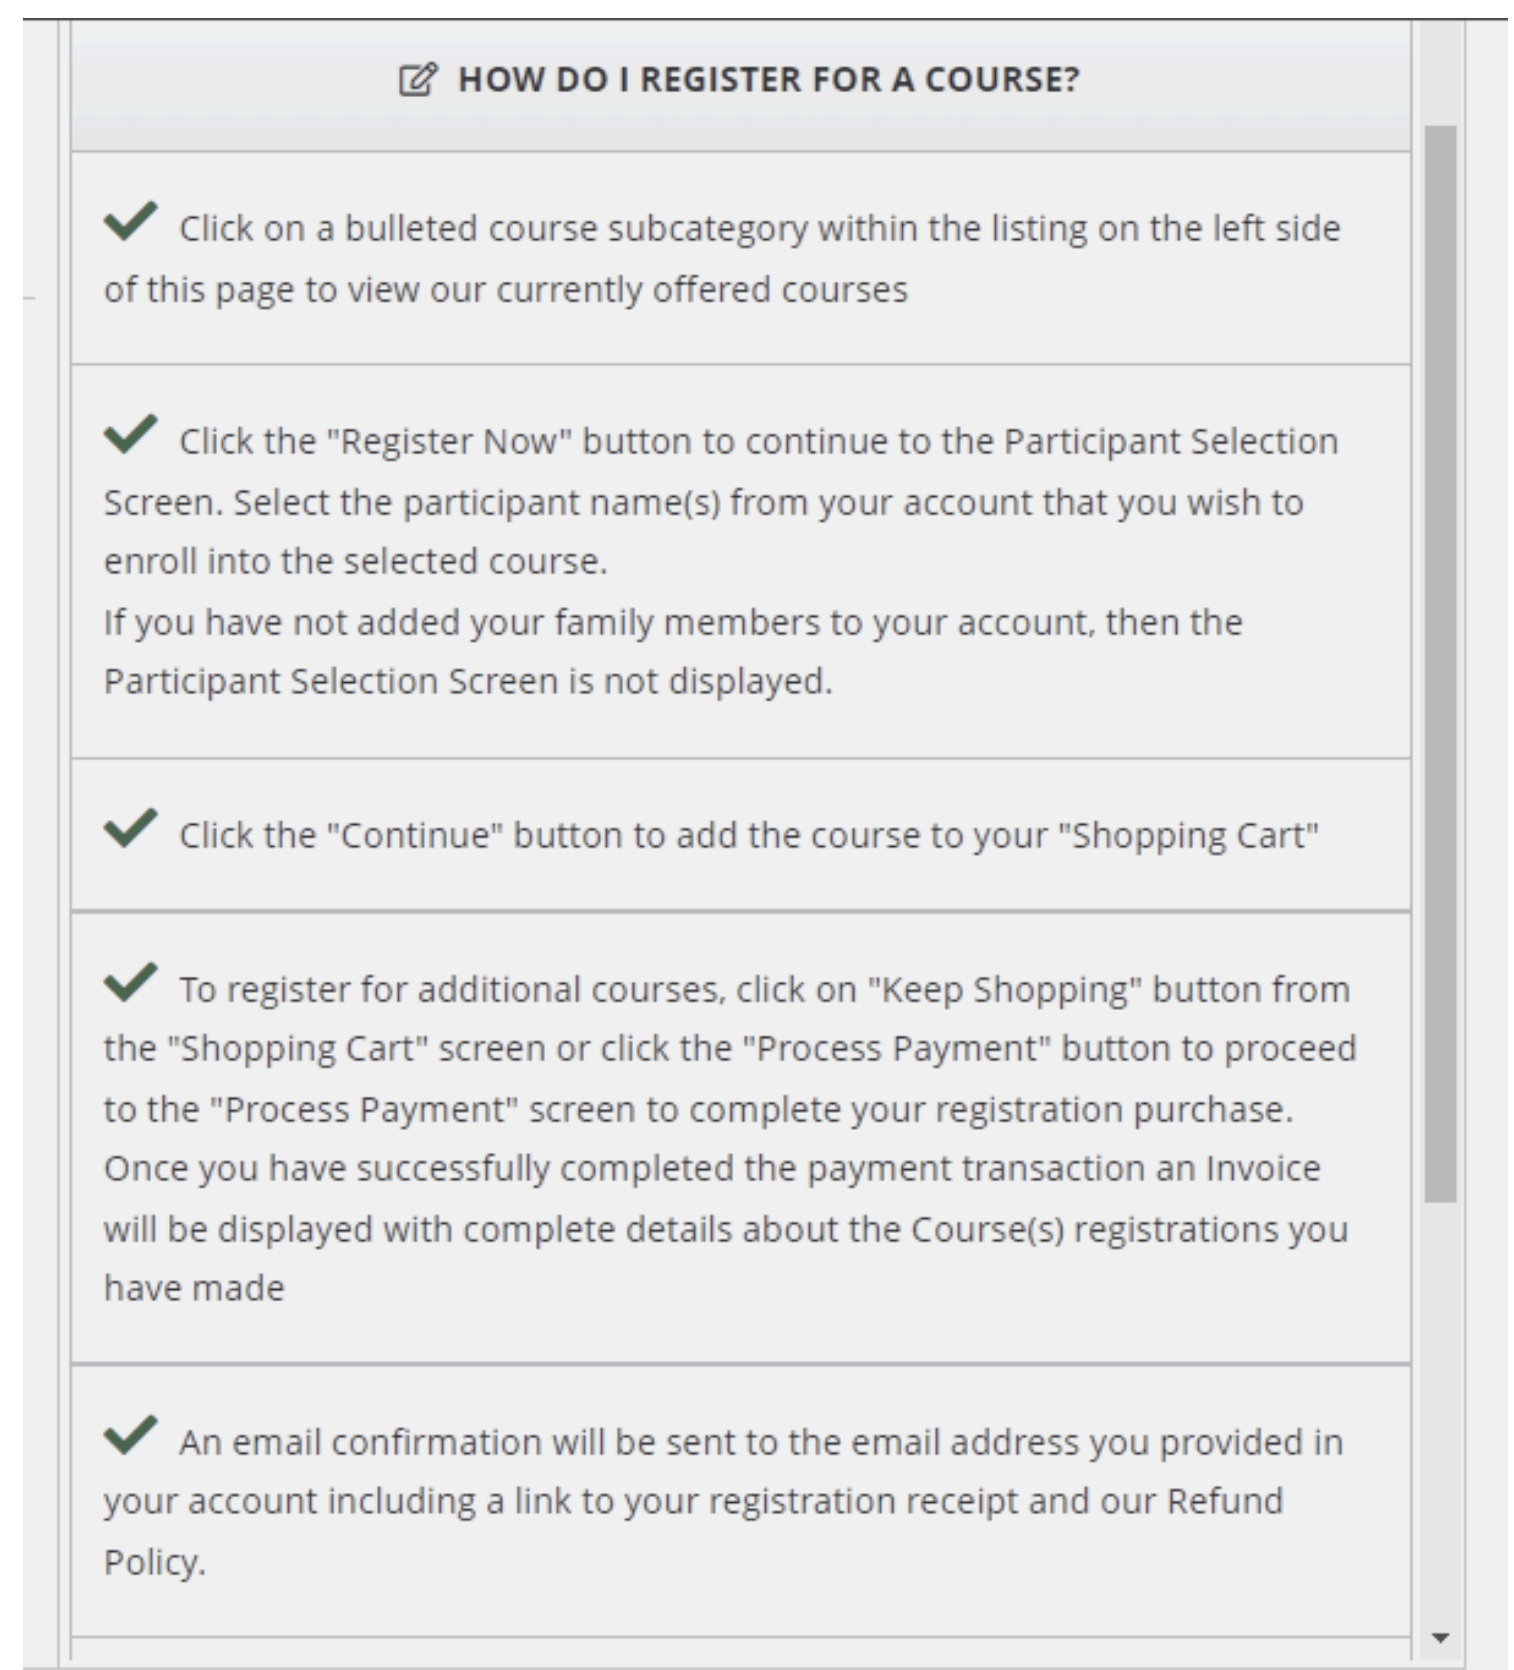 HOW DO I REGISTER FOR A COURSE?
Click on a bulleted course subcategory within the listing on the left side
of this page to view our currently offered courses
Click the "Register Now" button to continue to the Participant Selection
Screen. Select the participant name(s) from your account that you wish to
enroll into the selected course.
If you have not added your family members to your account, then the
Participant Selection Screen is not displayed.
Click the "Continue" button to add the course to your "Shopping Cart"
To register for additional courses, click on "Keep Shopping" button from
the "Shopping Cart" screen or click the "Process Payment" button to proceed
to the "Process Payment" screen to complete your registration purchase.
Once you have successfully completed the payment transaction an Invoice
will be displayed with complete details about the Course(s) registrations you
have made
An email confirmation will be sent to the email address you provided in
your account including a link to your registration receipt and our Refund
Policy.